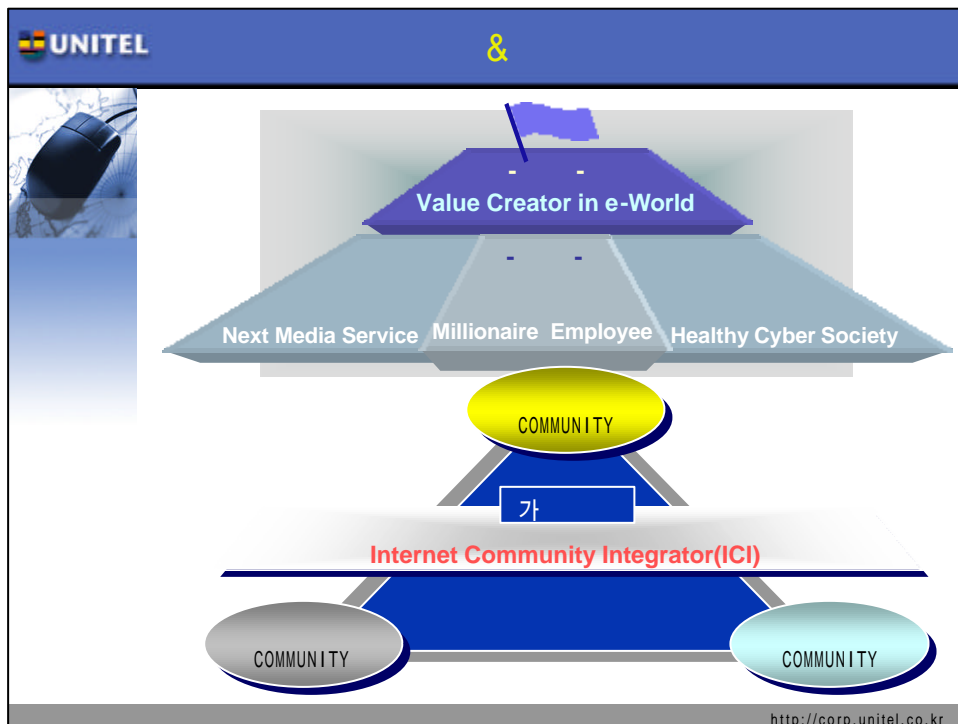 UNITEL
&
- -
Value Creator in e-World
- -
Next Media Service Millionaire Employee Healthy Cyber Society
COMMUNITY
가
Internet Community Integrator(ICI)
COMMUNITY COMMUNITY
http://corp.unitel.co.kr